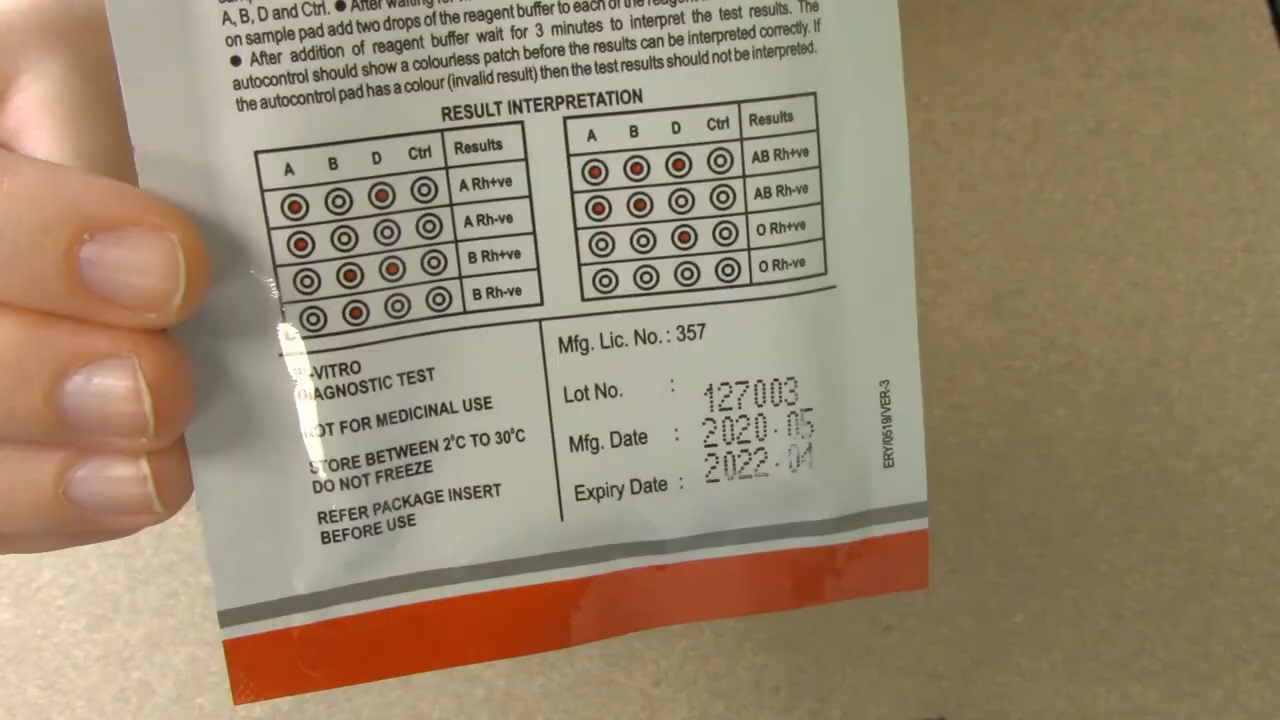 A, B, D and Ctrl. ● After waiting for
on sample pad add two drops of the reagent buffer to each of the reagent
● After addition of reagent buffer wait for 3 minutes to interpret the test results. The
autocontrol should show a colourless patch before the results can be interpreted correctly. If
the autocontrol pad has a colour (invalid result) then the test results should not be interpreted.
RESULT INTERPRETATION
A B D Ctrl Results
A Rh+ve
A Rh-ve
B Rh+ve
B Rh-ve
A B D Ctrl Results
AB Rh+ve
AB Rh-ve
O Rh+ve
O Rh-ve
-VITRO
DIAGNOSTIC TEST
NOT FOR MEDICINAL USE
STORE BETWEEN 2°C TO 30°C
DO NOT FREEZE
REFER PACKAGE INSERT
BEFORE USE
Mfg. Lic. No. : 357
Lot No. : 127003
Mfg. Date : 2020.05
Expiry Date : 2022.04
ERY/0519/VER-3